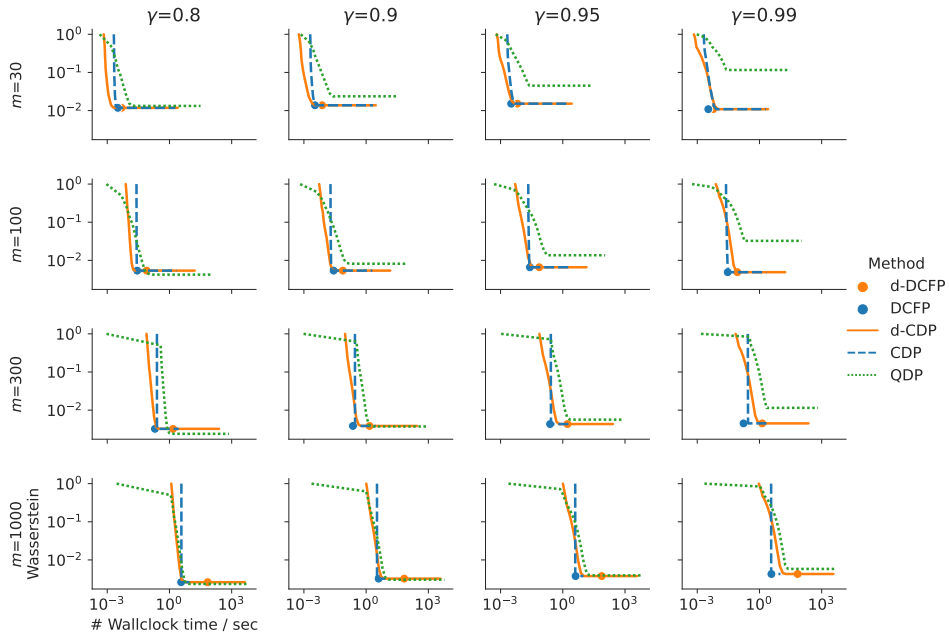 γ=0.8 γ=0.9 γ=0.95 γ=0.99
m=30
10⁰
10⁻¹
10⁻²
m=100
10⁰
10⁻¹
10⁻²
Method
d-DCFP
DCFP
d-CDP
CDP
QDP
m=300
10⁰
10⁻¹
10⁻²
m=1000
Wasserstein
10⁰
10⁻¹
10⁻²
10⁻³ 10⁰ 10³ 10⁻³ 10⁰ 10³ 10⁻³ 10⁰ 10³ 10⁻³ 10⁰ 10³
# Wallclock time / sec